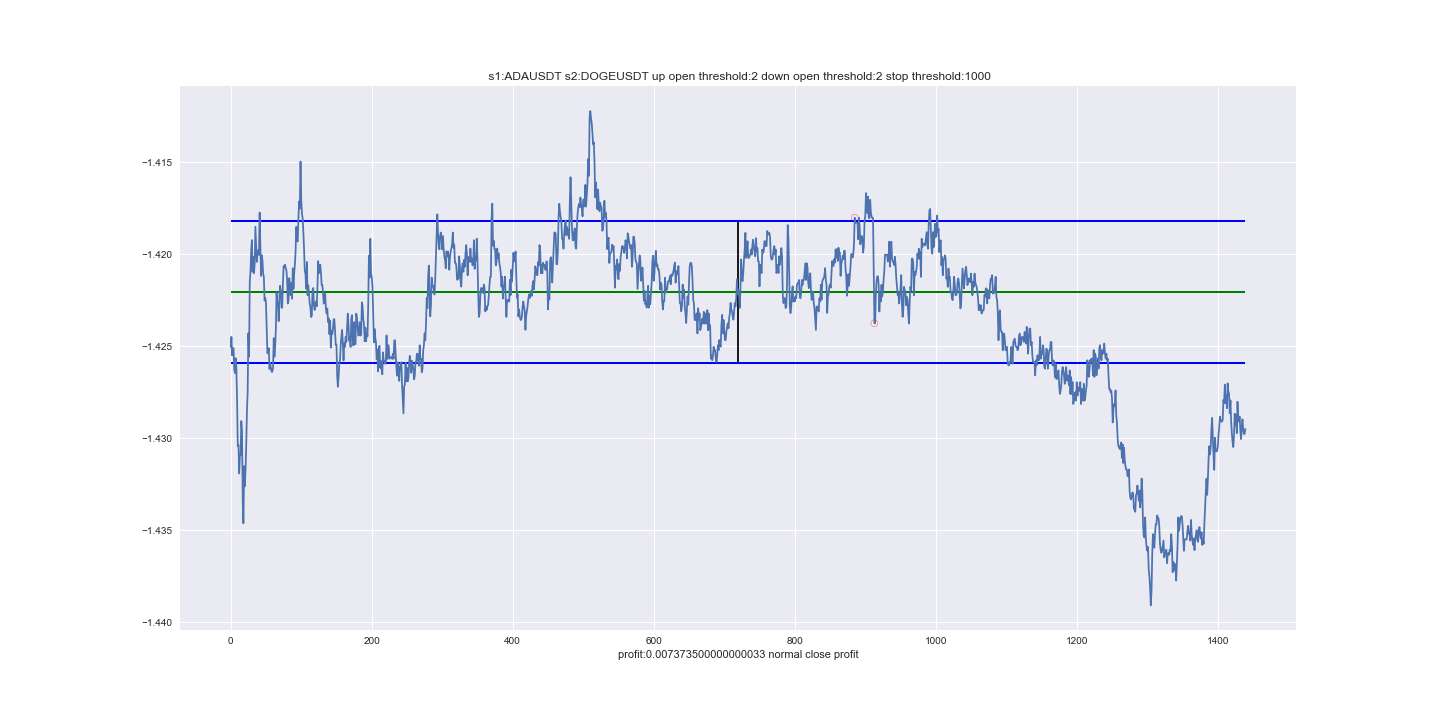 s1:ADAUSDT s2:DOGEUSDT up open threshold:2 down open threshold:2 stop threshold:1000
−1.415
−1.420
−1.425
−1.430
−1.435
−1.440
0 200 400 600 800 1000 1200 1400
profit:0.007373500000000033 normal close profit